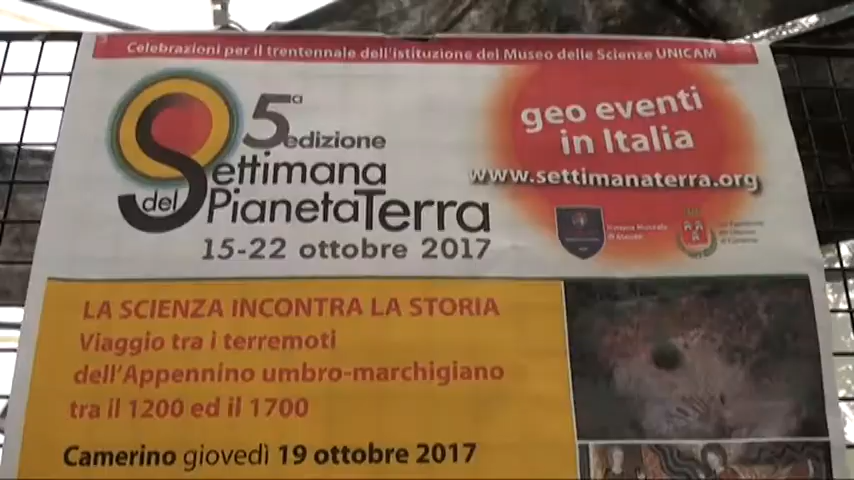 Celebrazioni per il trentennale dell'istituzione del Museo delle Scienze UNICAM
5a edizione
Settimana
del PianetaTerra
15-22 ottobre 2017
geo eventi
in Italia
www.settimanaterra.org
LA SCIENZA INCONTRA LA STORIA
Viaggio tra i terremoti
dell'Appennino umbro-marchigiano
tra il 1200 ed il 1700
Camerino giovedì 19 ottobre 2017